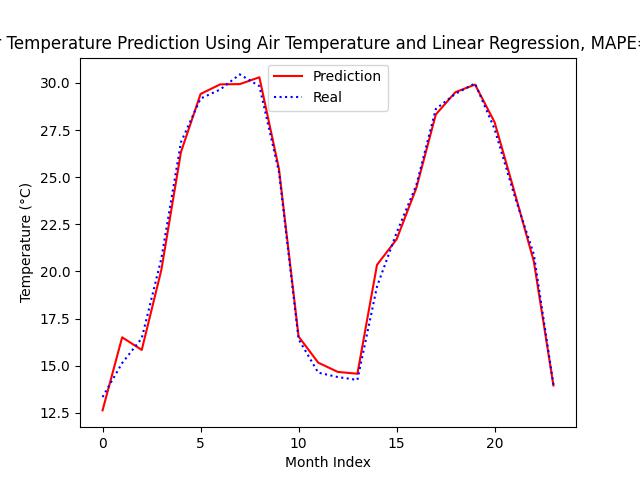 Temperature Prediction Using Air Temperature and Linear Regression, MAPE
Prediction
Real
30.0
27.5
25.0
22.5
20.0
17.5
15.0
12.5
Temperature (°C)
0 5 10 15 20
Month Index